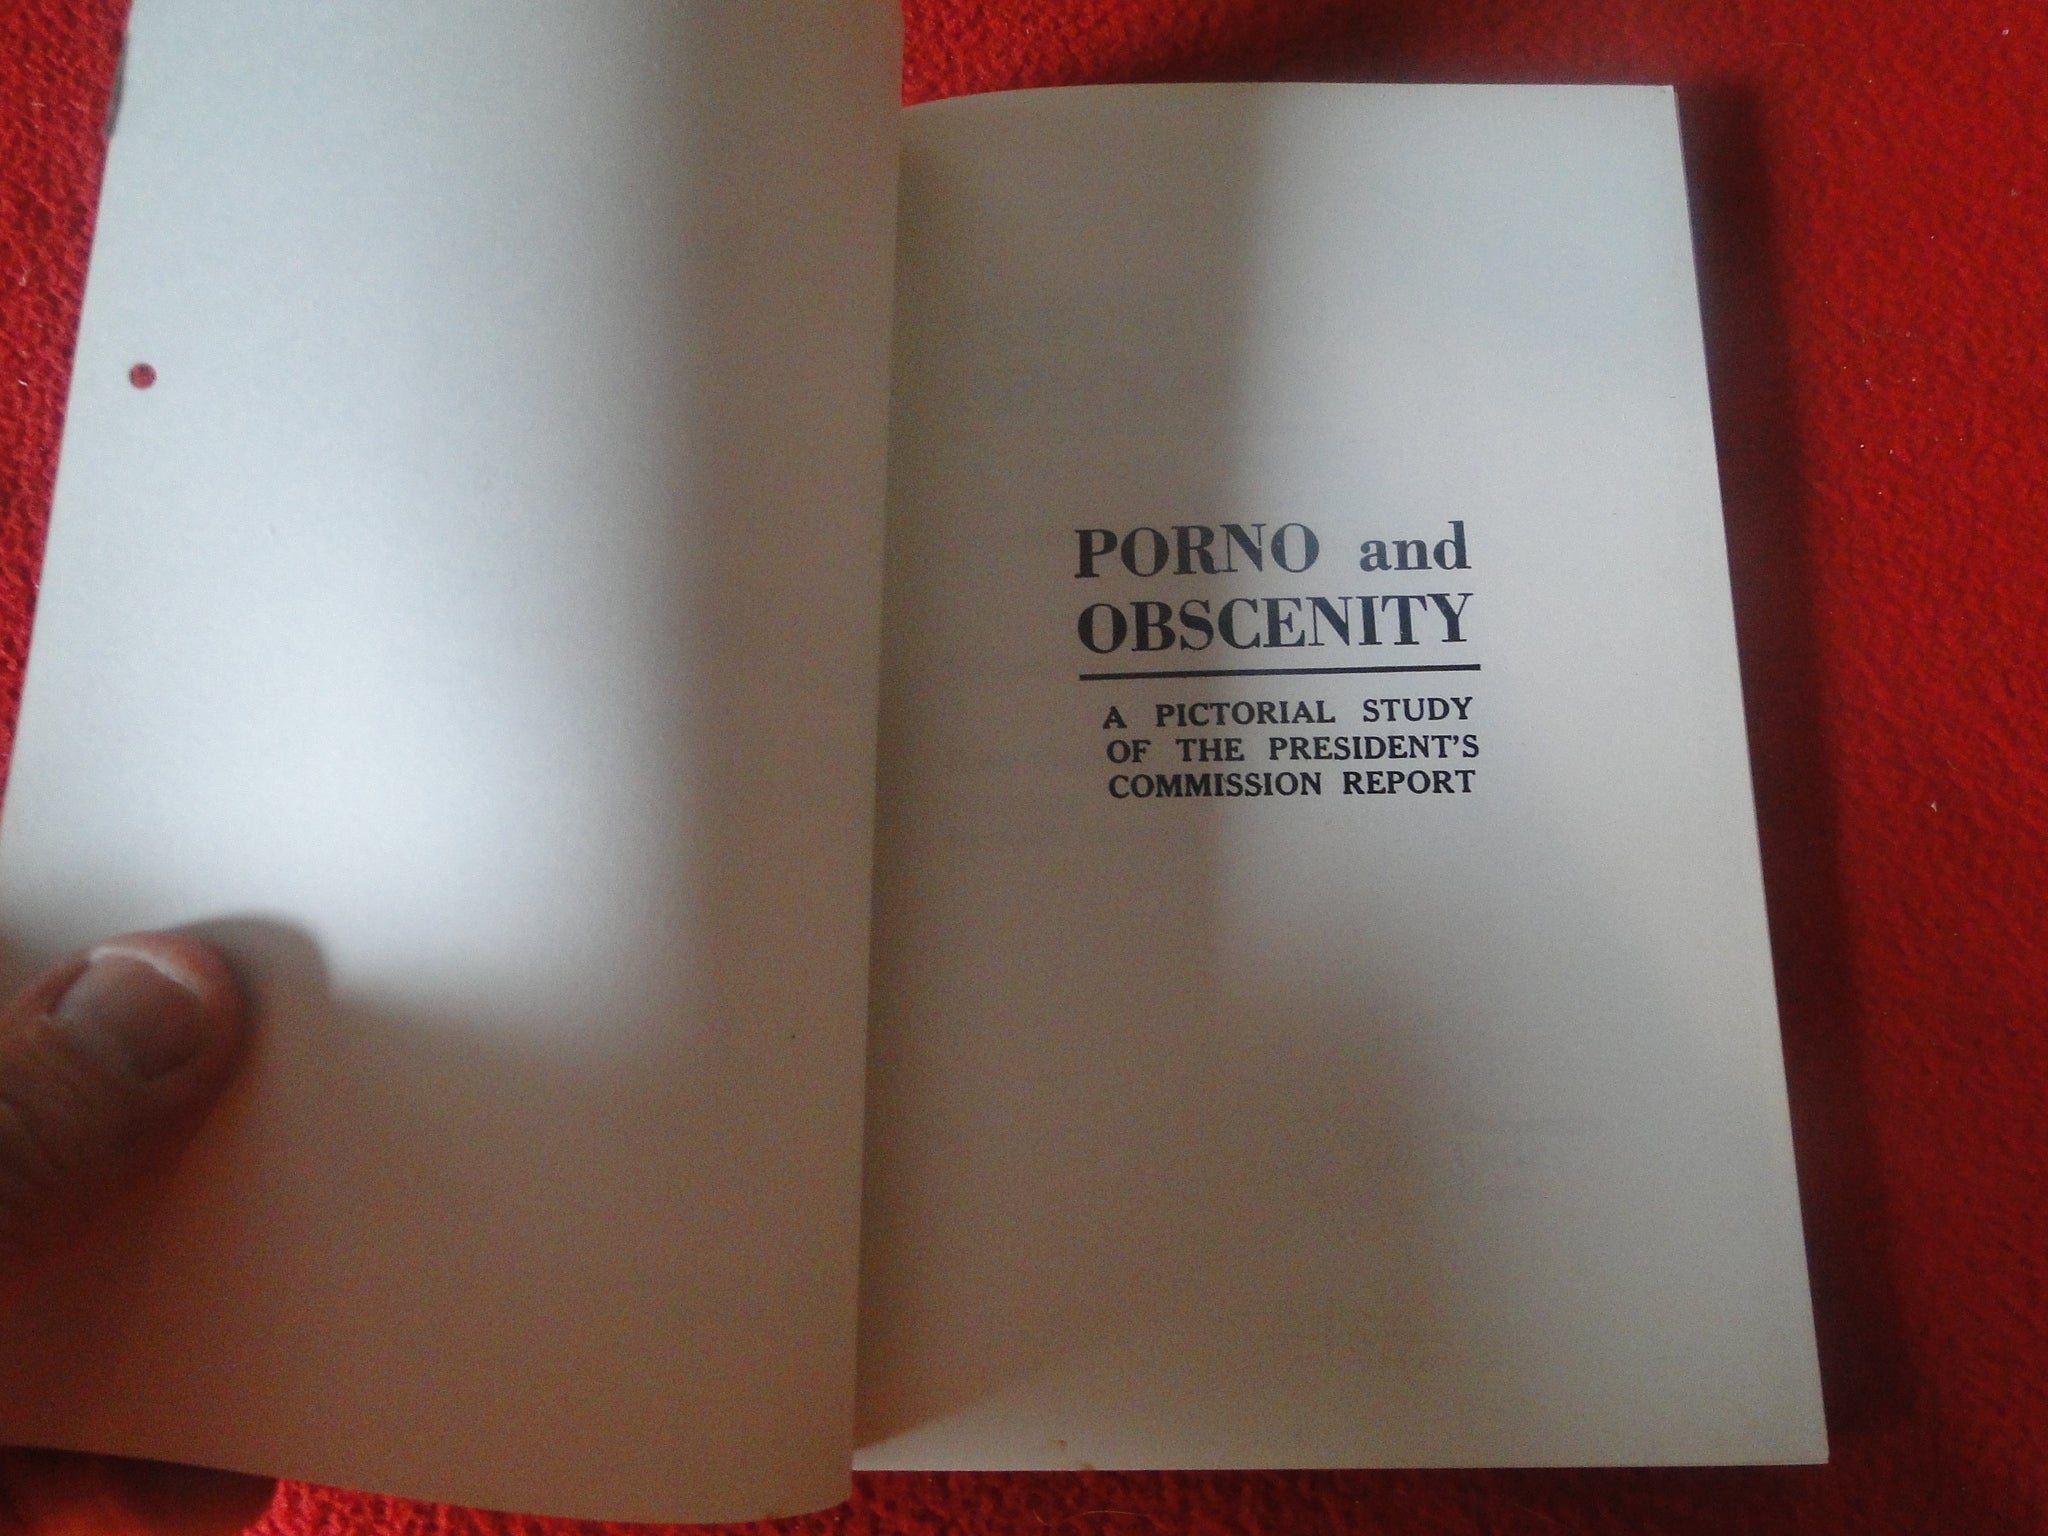 PORNO and
OBSCENITY
A PICTORIAL STUDY
OF THE PRESIDENT'S
COMMISSION REPORT